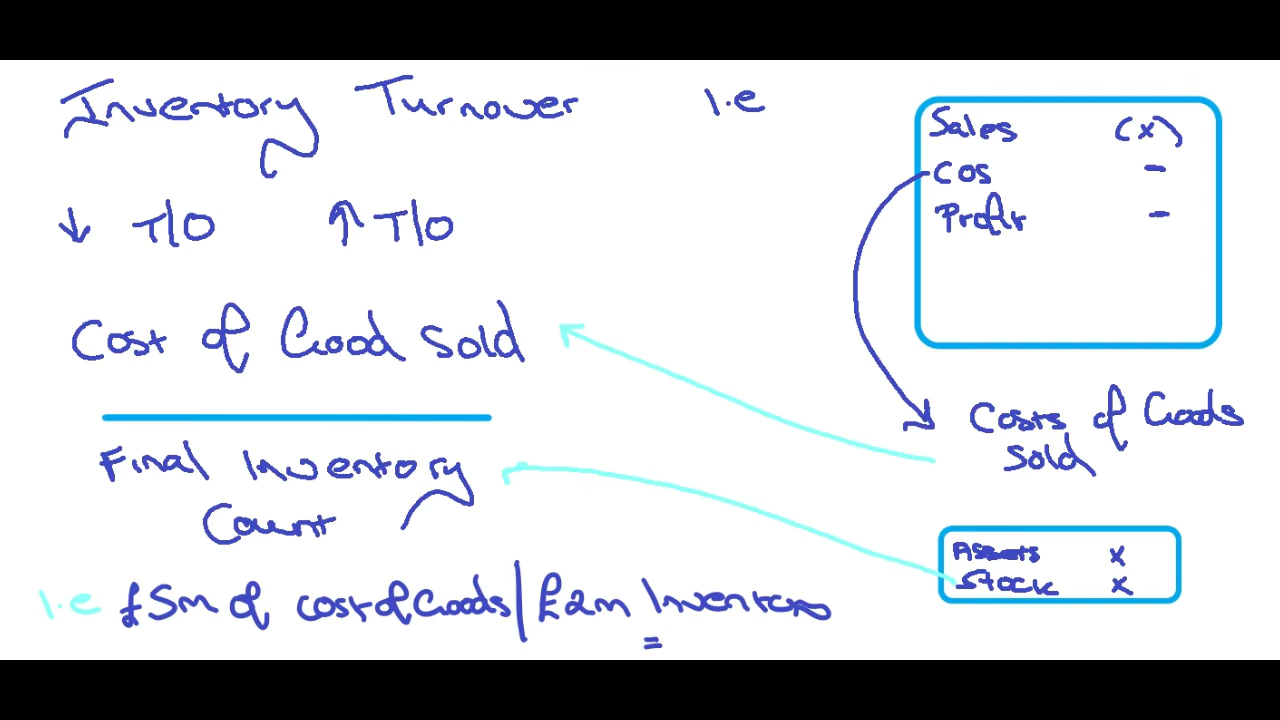 Inventory Turnover
i.e
↓ T/O ↑ T/O
Cost of Good Sold
Final Inventory
Count
i.e £5m of cost of Goods / £2m Inventory
=
Sales (x)
COS -
Profit -
Costs of Goods
Sold
Assets x
Stock x